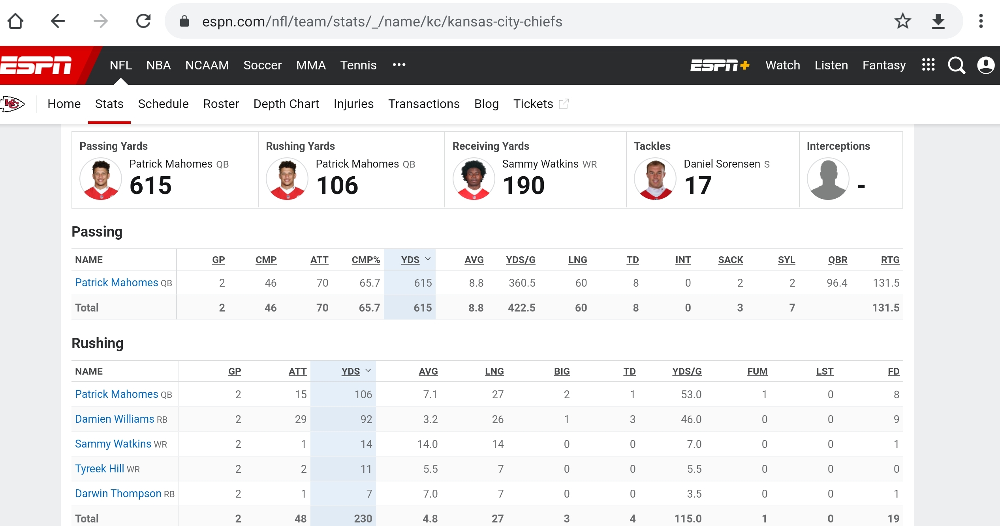 espn.com/nfl/team/stats/_/name/kc/kansas-city-chiefs
ESPN NFL NBA NCAAM Soccer MMA Tennis ESPN+ Watch Listen Fantasy
KC Home Stats Schedule Roster Depth Chart Injuries Transactions Blog Tickets
Passing Yards
Patrick Mahomes QB
615
Rushing Yards
Patrick Mahomes QB
106
Receiving Yards
Sammy Watkins WR
190
Tackles
Daniel Sorensen S
17
Interceptions
-
Passing
NAME GP CMP ATT CMP% YDS AVG YDS/G LNG TD INT SACK SYL QBR RTG
Patrick Mahomes QB 2 46 70 65.7 615 8.8 360.5 60 8 0 2 2 96.4 131.5
Total 2 46 70 65.7 615 8.8 422.5 60 8 0 3 7 131.5
Rushing
NAME GP ATT YDS AVG LNG BIG TD YDS/G FUM LST FD
Patrick Mahomes QB 2 15 106 7.1 27 2 1 53.0 1 0 8
Damien Williams RB 2 29 92 3.2 26 1 3 46.0 0 0 9
Sammy Watkins WR 2 1 14 14.0 14 0 0 7.0 0 0 1
Tyreek Hill WR 2 2 11 5.5 7 0 0 5.5 0 0 0
Darwin Thompson RB 2 1 7 7.0 7 0 0 3.5 0 0 1
Total 2 48 230 4.8 27 3 4 115.0 1 0 19